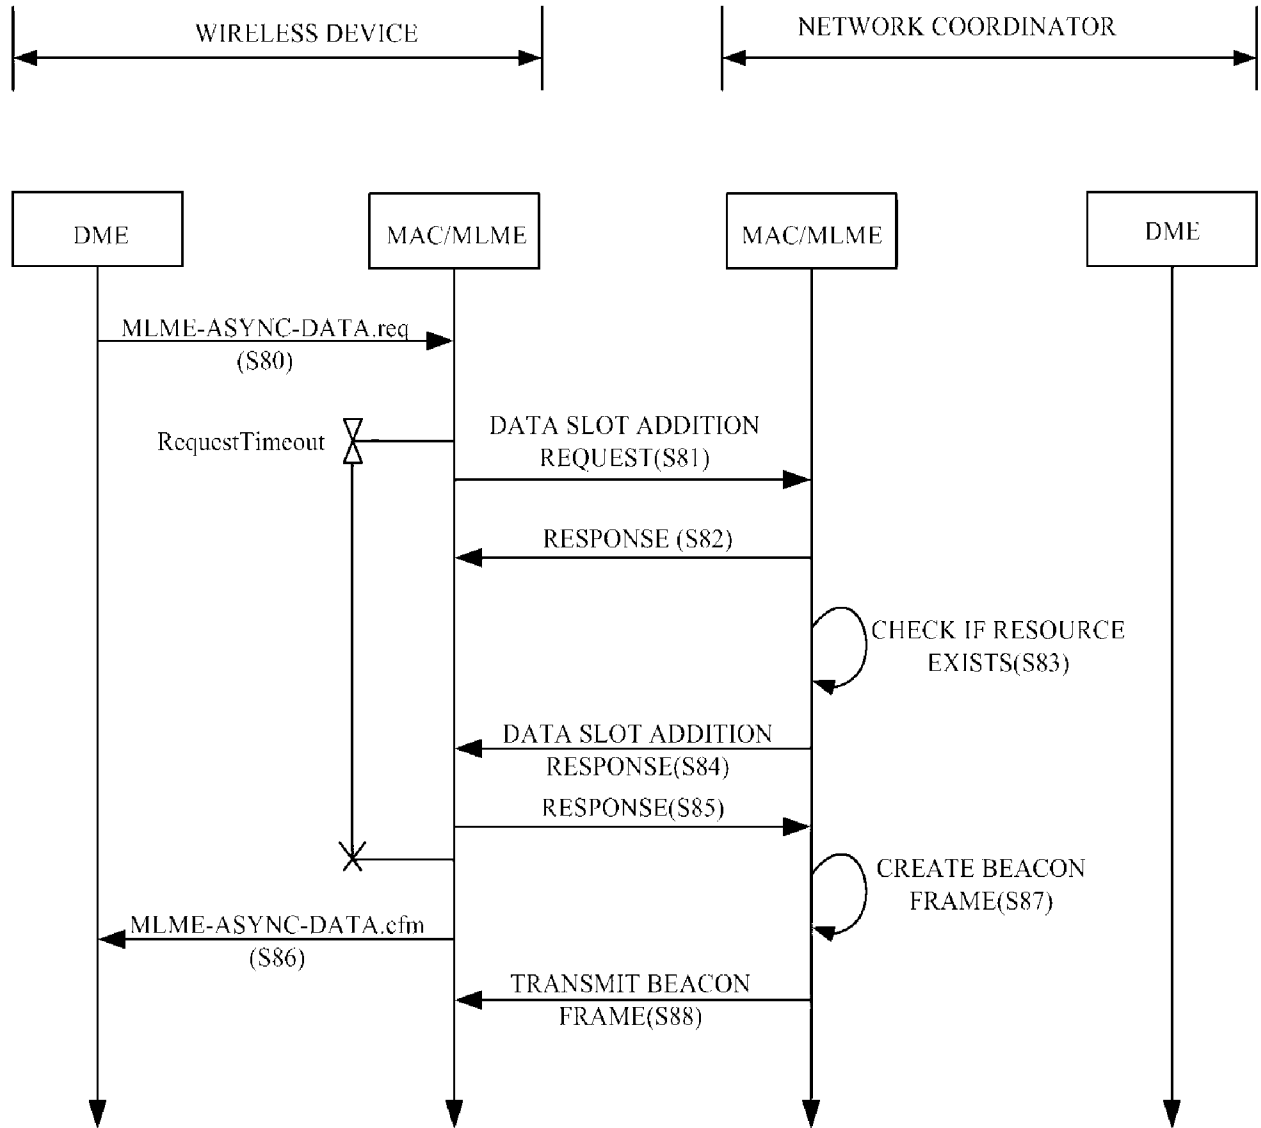 WIRELESS DEVICE
NETWORK COORDINATOR
DME
MAC/MLME
MAC/MLME
DME
MLME-ASYNC-DATA.req
(S80)
RequestTimeout
DATA SLOT ADDITION
REQUEST(S81)
RESPONSE (S82)
CHECK IF RESOURCE
EXISTS(S83)
DATA SLOT ADDITION
RESPONSE(S84)
RESPONSE(S85)
CREATE BEACON
FRAME(S87)
MLME-ASYNC-DATA.cfm
(S86)
TRANSMIT BEACON
FRAME(S88)